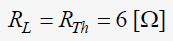 R_L = R_Th = 6 [Ω]